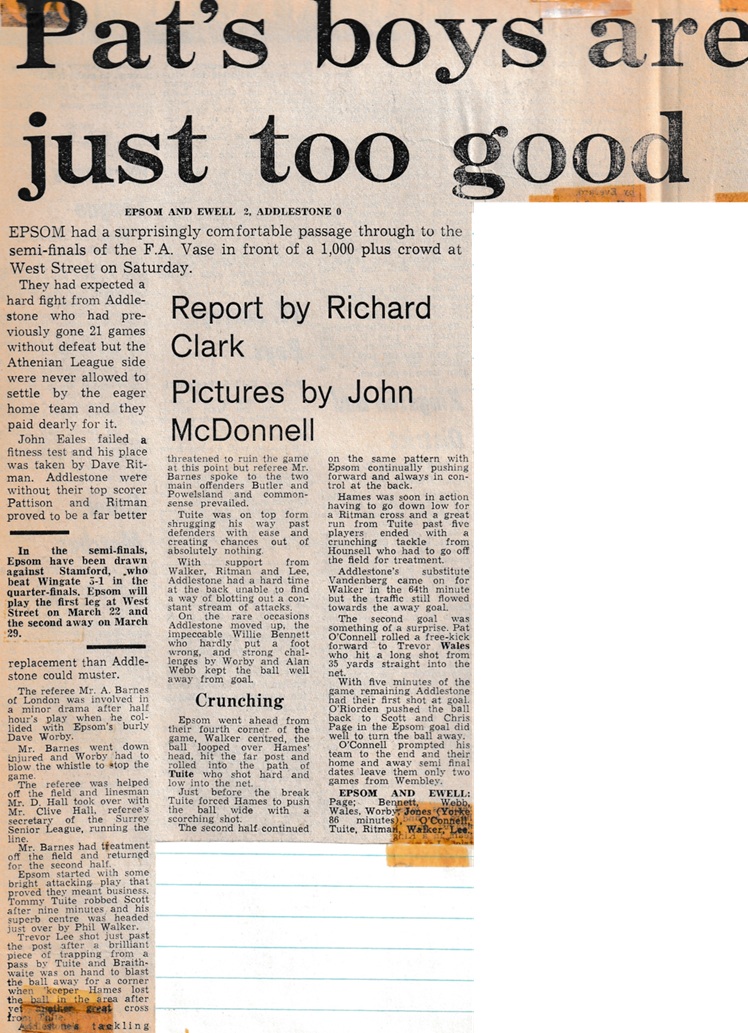 Pat's boys are
just too good
EPSOM AND EWELL 2, ADDLESTONE 0
EPSOM had a surprisingly comfortable passage through to the
semi-finals of the F.A. Vase in front of a 1,000 plus crowd at
West Street on Saturday.
They had expected a
hard fight from Addle-
stone who had pre-
viously gone 21 games
without defeat but the
Athenian League side
were never allowed to
settle by the eager
home team and they
paid dearly for it.
John Eales failed a
fitness test and his place
was taken by Dave Rit-
man. Addlestone were
without their top scorer
Pattison and Ritman
proved to be a far better
In the semi-finals,
Epsom have been drawn
against Stamford, who
beat Wingate 5-1 in the
quarter-finals. Epsom will
play the first leg at West
Street on March 22 and
the second away on March
29.
replacement than Addle-
stone could muster.
The referee Mr. A. Barnes
of London was involved in
a minor drama after half
hour's play when he col-
lided with Epsom's burly
Dave Worby.
Mr. Barnes went down
injured and Worby had to
blow the whistle to stop the
game.
The referee was helped
off the field and linesman
Mr. D. Hall took over with
Mr. Clive Hall, referee's
secretary of the Surrey
Senior League, running the
line.
Mr. Barnes had treatment
off the field and returned
for the second half.
Epsom started with some
bright attacking play that
proved they meant business.
Tommy Tuite robbed Scott
after nine minutes and his
superb centre was headed
just over by Phil Walker.
Trevor Lee shot just past
the post after a brilliant
piece of trapping from a
pass by Tuite and Braith-
waite was on hand to blast
the ball away for a corner
when 'keeper Hames lost
the ball in the area after
yet another great cross
from Tuite.
Addlestone's tackling
Report by Richard
Clark
Pictures by John
McDonnell
threatened to ruin the game
at this point but referee Mr.
Barnes spoke to the two
main offenders Butler and
Powelsland and common-
sense prevailed.
Tuite was on top form
shrugging his way past
defenders with ease and
creating chances out of
absolutely nothing.
With support from
Walker, Ritman and Lee,
Addlestone had a hard time
at the back unable to find
a way of blotting out a con-
stant stream of attacks.
On the rare occasions
Addlestone moved up, the
impeccable Willie Bennett
who hardly put a foot
wrong, and strong chal-
lenges by Worby and Alan
Webb kept the ball well
away from goal.
Crunching
Epsom went ahead from
their fourth corner of the
game, Walker centred, the
ball looped over Hames'
head, hit the far post and
rolled into the path of
Tuite who shot hard and
low into the net.
Just before the break
Tuite forced Hames to push
the ball wide with a
scorching shot.
The second half continued
on the same pattern with
Epsom continually pushing
forward and always in con-
trol at the back.
Hames was soon in action
having to go down low for
a Ritman cross and a great
run from Tuite past five
players ended with a
crunching tackle from
Hounsell who had to go off
the field for treatment.
Addlestone's substitute
Vandenberg came on for
Walker in the 64th minute
but the traffic still flowed
towards the away goal.
The second goal was
something of a surprise. Pat
O'Connell rolled a free-kick
forward to Trevor Wales
who hit a long shot from
35 yards straight into the
net.
With five minutes of the
game remaining Addlestone
had their first shot at goal.
O'Riorden pushed the ball
back to Scott and Chris
Page in the Epsom goal did
well to turn the ball away.
O'Connell prompted his
team to the end and their
home and away semi final
dates leave them only two
games from Wembley.
EPSOM AND EWELL:
Page; Bennett, Webb,
Wales, Worby, Jones (Yorke
86 minutes), O'Connell,
Tuite, Ritman, Walker, Lee.